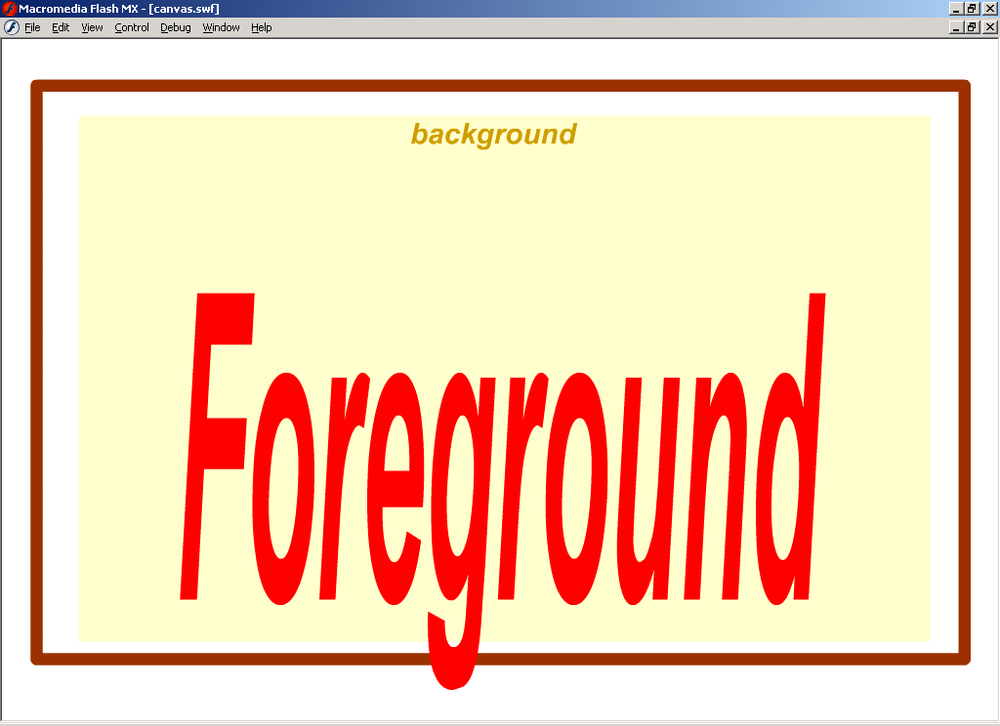 Macromedia Flash MX - [canvas.swf]
File Edit View Control Debug Window Help
background
Foreground